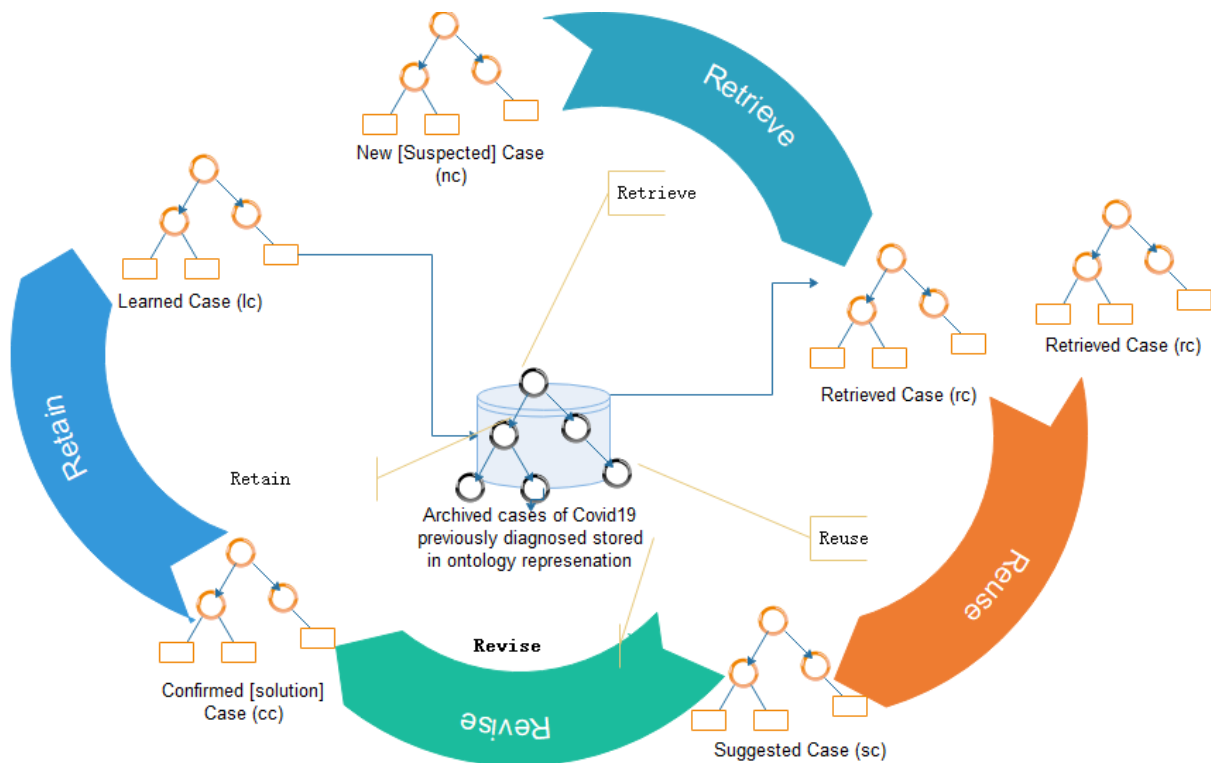 Retrieve
New [Suspected] Case
(nc)
Retrieve
Learned Case (lc)
Retrieved Case (rc)
Retrieved Case (rc)
Retain
Retain
Archived cases of Covid19
previously diagnosed stored
in ontology represenation
Reuse
Reuse
Revise
Confirmed [solution]
Case (cc)
Revise
Suggested Case (sc)